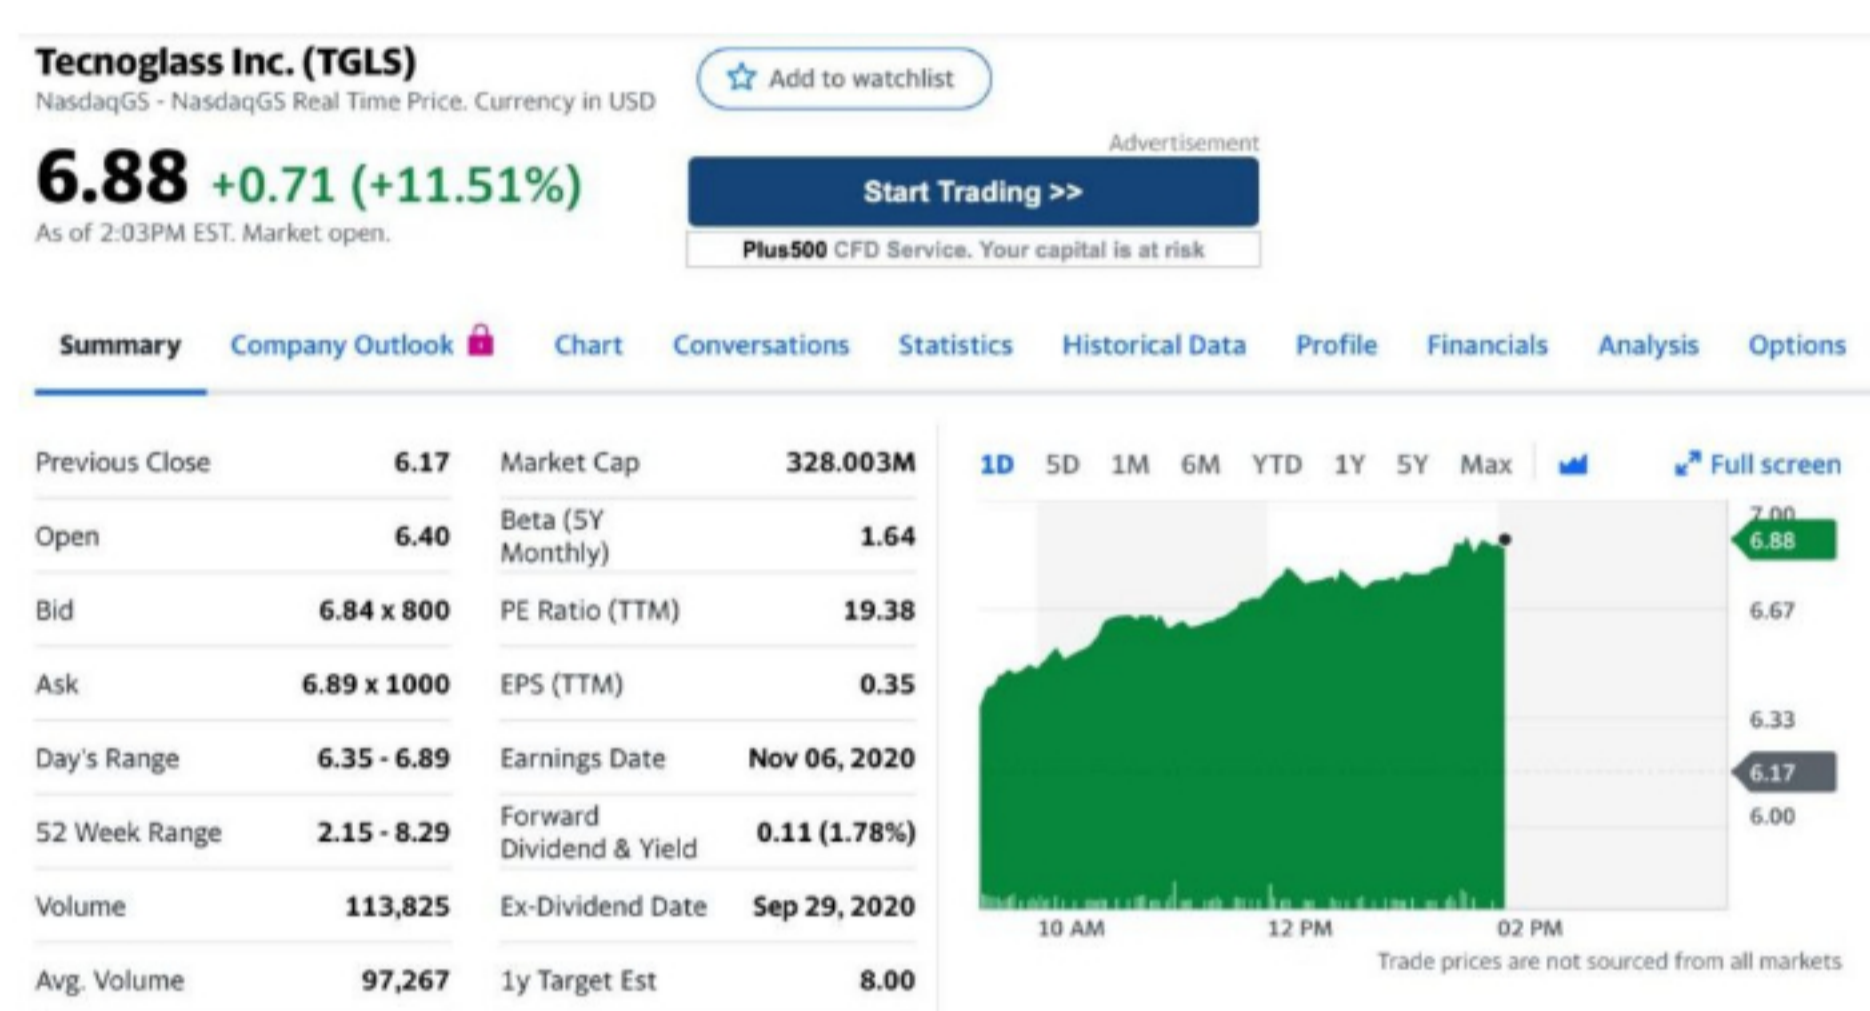 Tecnoglass Inc. (TGLS)
NasdaqGS - NasdaqGS Real Time Price. Currency in USD
Add to watchlist
6.88 +0.71 (+11.51%)
As of 2:03PM EST. Market open.
Advertisement
Start Trading >>
Plus500 CFD Service. Your capital is at risk
Summary Company Outlook Chart Conversations Statistics Historical Data Profile Financials Analysis Options
Previous Close 6.17
Open 6.40
Bid 6.84 x 800
Ask 6.89 x 1000
Day's Range 6.35 - 6.89
52 Week Range 2.15 - 8.29
Volume 113,825
Avg. Volume 97,267
Market Cap 328.003M
Beta (5Y
Monthly) 1.64
PE Ratio (TTM) 19.38
EPS (TTM) 0.35
Earnings Date Nov 06, 2020
Forward
Dividend & Yield 0.11 (1.78%)
Ex-Dividend Date Sep 29, 2020
1y Target Est 8.00
1D 5D 1M 6M YTD 1Y 5Y Max Full screen
7.00
6.88
6.67
6.33
6.17
6.00
10 AM 12 PM 02 PM
Trade prices are not sourced from all markets